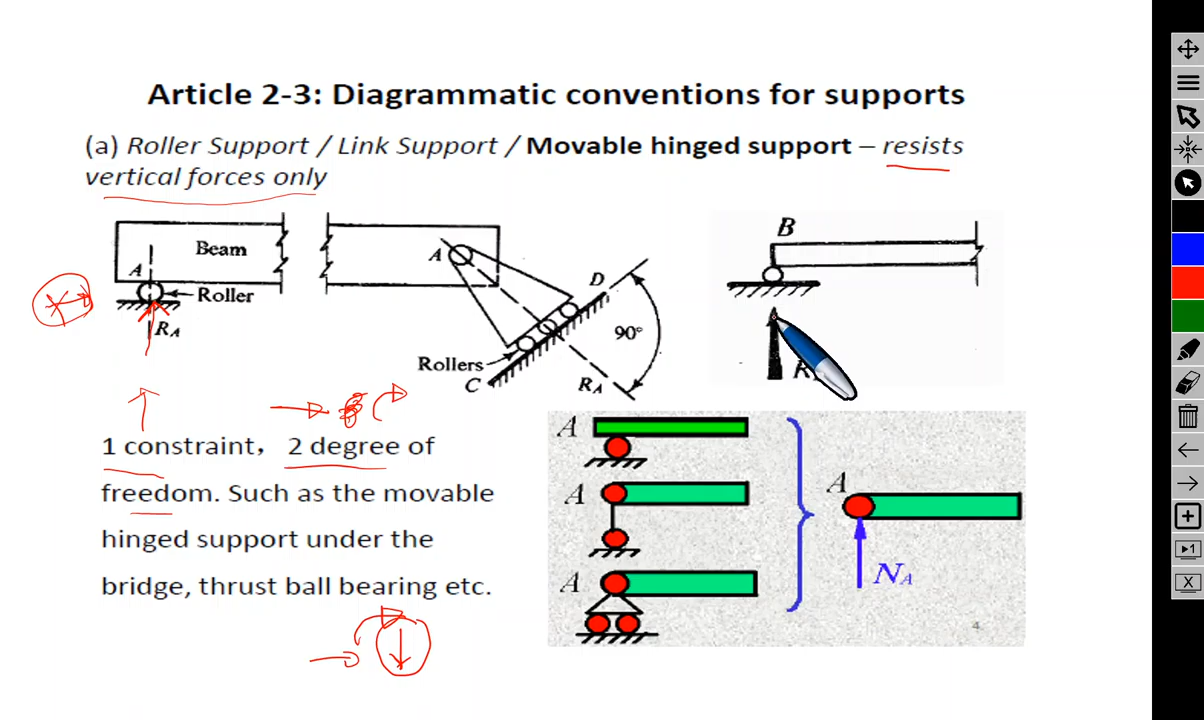 Article 2-3: Diagrammatic conventions for supports
(a) Roller Support / Link Support / Movable hinged support – resists
vertical forces only
Beam
A
Roller
RA
A
D
90°
Rollers
C
RA
B
R
1 constraint, 2 degree of
freedom. Such as the movable
hinged support under the
bridge, thrust ball bearing etc.
A
A
A
A
NA
4
1
X